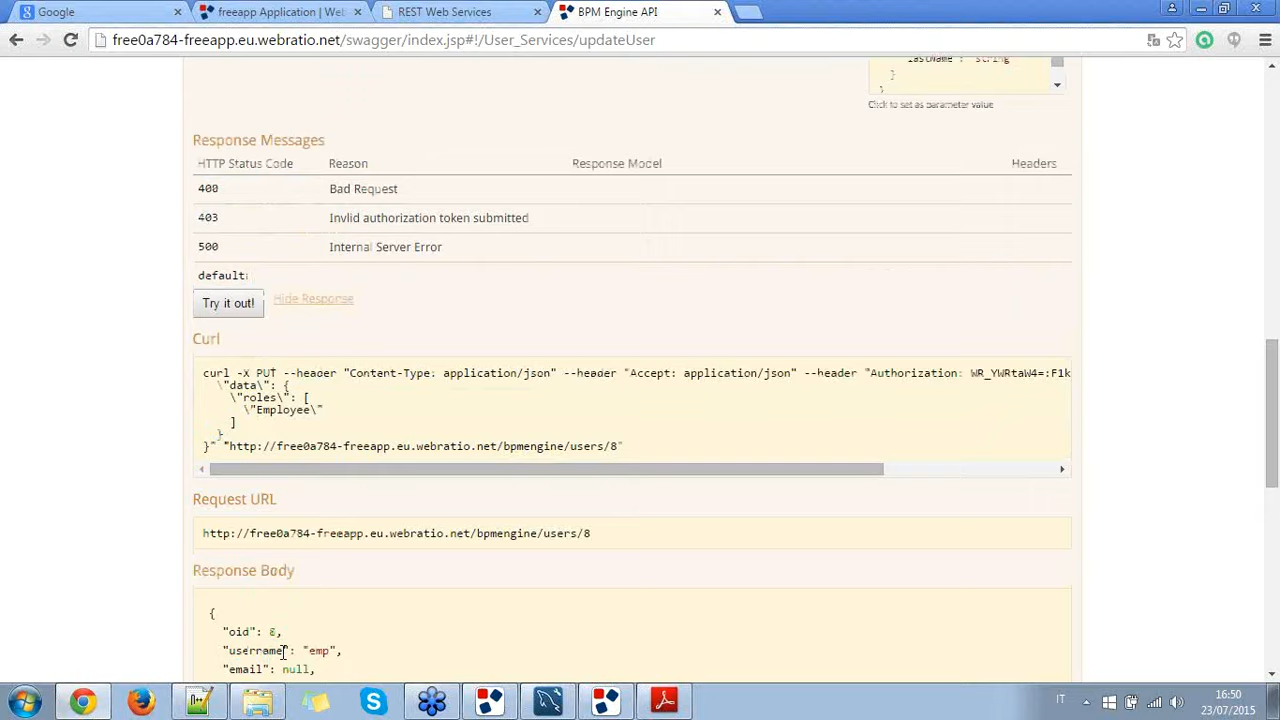 Google
freeapp Application | Web
REST Web Services
BPM Engine API
free0a784-freeapp.eu.webratio.net/swagger/index.jsp#!/User_Services/updateUser
"lastName": "string"
}
Click to set as parameter value
Response Messages
HTTP Status Code Reason Response Model Headers
400 Bad Request
403 Invlid authorization token submitted
500 Internal Server Error
default:
Try it out! Hide Response
Curl
curl -X PUT --header "Content-Type: application/json" --header "Accept: application/json" --header "Authorization: WR_YWRtaW4=:F1k
\"data\": {
\"roles\": [
\"Employee\"
]
}
}" "http://free0a784-freeapp.eu.webratio.net/bpmengine/users/8"
Request URL
http://free0a784-freeapp.eu.webratio.net/bpmengine/users/8
Response Body
{
"oid": 8,
"username": "emp",
"email": null,
IT
16:50
23/07/2015